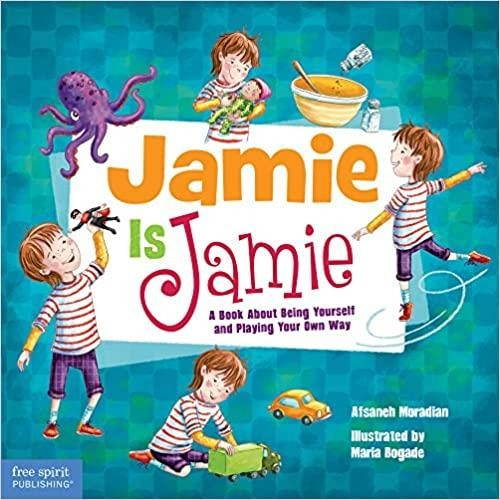 Jamie
Is Jamie
A Book About Being Yourself
and Playing Your Own Way
Afsaneh Moradian
Illustrated by
Maria Bogade
free spirit
PUBLISHING®